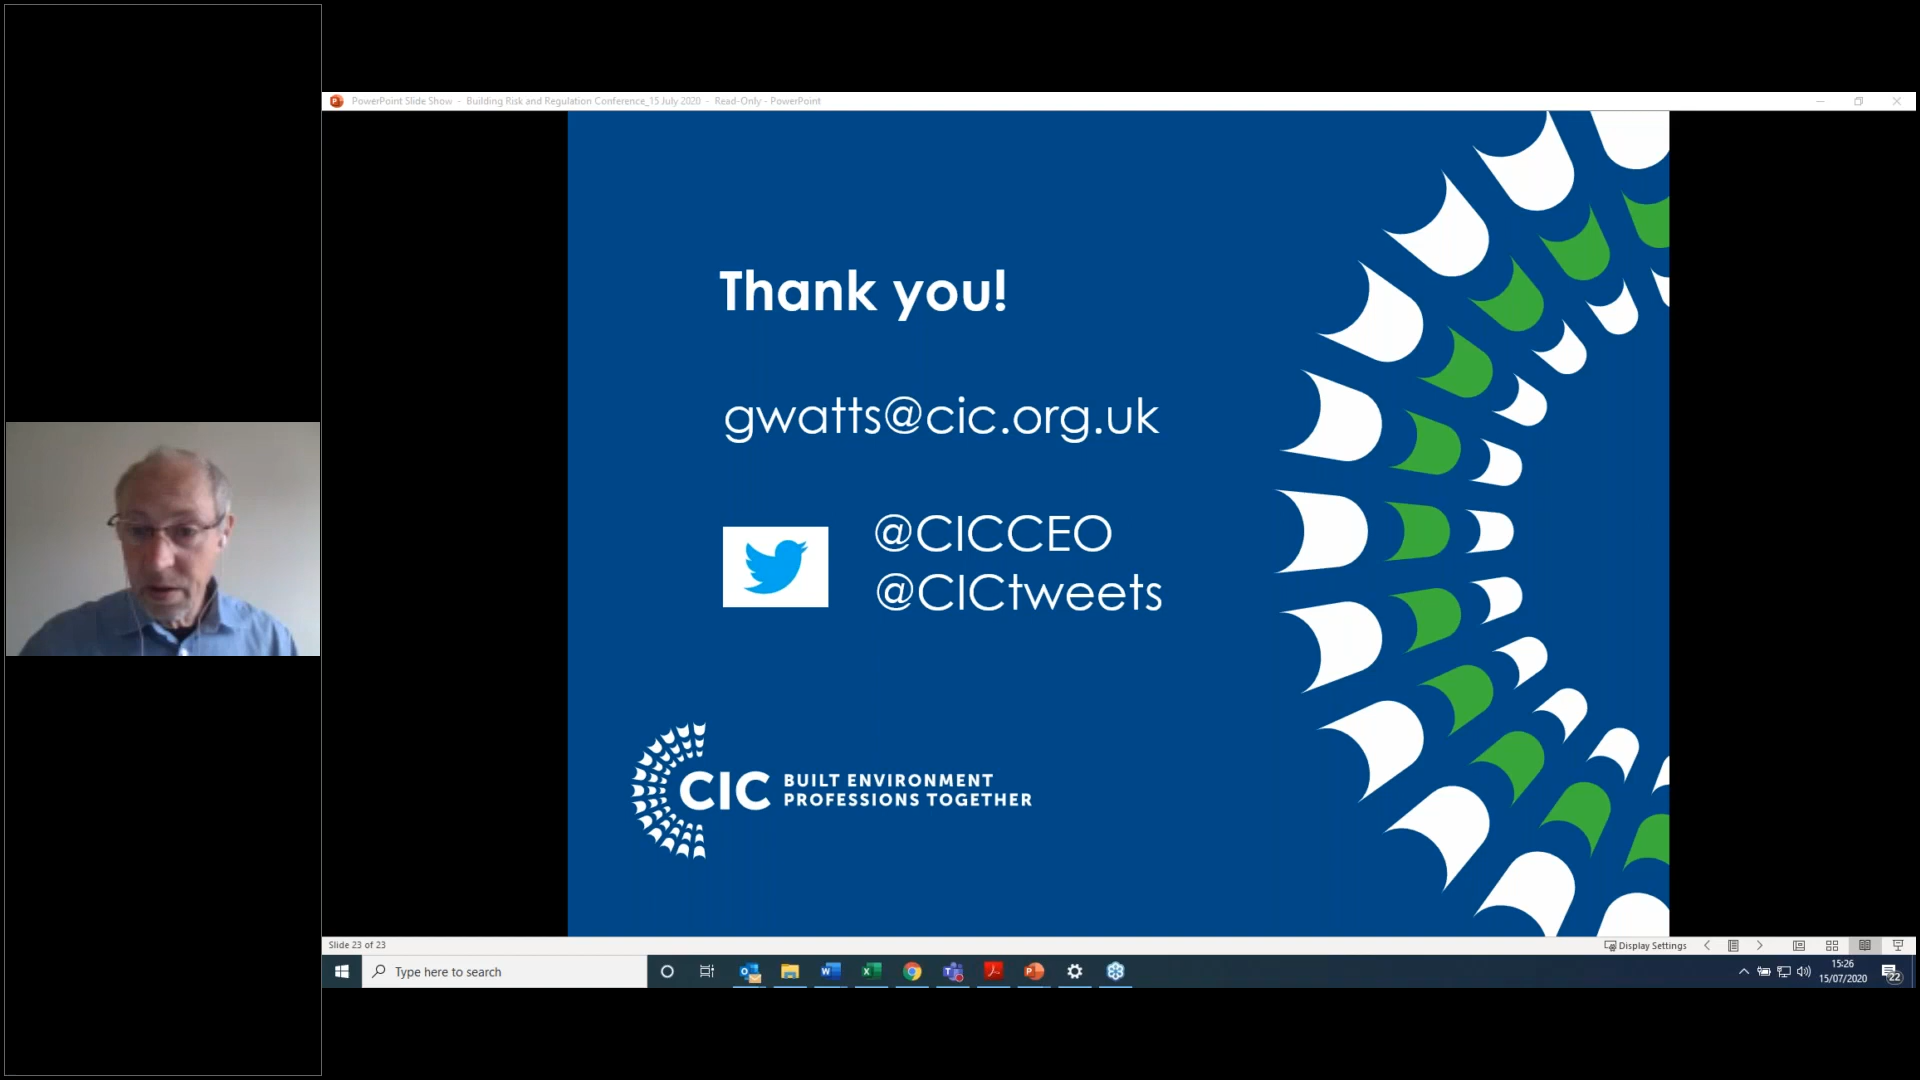 PowerPoint Slide Show - Building Risk and Regulation Conference_15 July 2020 - Read-Only - PowerPoint
Thank you!
gwatts@cic.org.uk
@CICCEO
@CICtweets
CIC
BUILT ENVIRONMENT
PROFESSIONS TOGETHER
Slide 23 of 23
Display Settings
Type here to search
15:26
15/07/2020
22